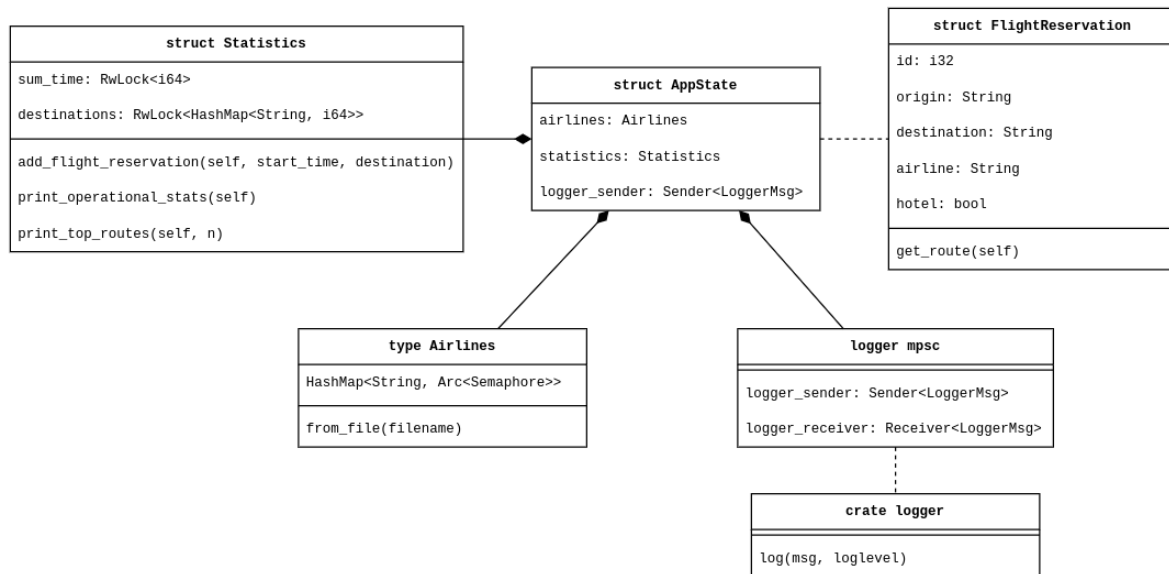 struct Statistics
sum_time: RwLock<i64>
destinations: RwLock<HashMap<String, i64>>
add_flight_reservation(self, start_time, destination)
print_operational_stats(self)
print_top_routes(self, n)
struct AppState
airlines: Airlines
statistics: Statistics
logger_sender: Sender<LoggerMsg>
struct FlightReservation
id: i32
origin: String
destination: String
airline: String
hotel: bool
get_route(self)
type Airlines
HashMap<String, Arc<Semaphore>>
from_file(filename)
logger mpsc
logger_sender: Sender<LoggerMsg>
logger_receiver: Receiver<LoggerMsg>
crate logger
log(msg, loglevel)